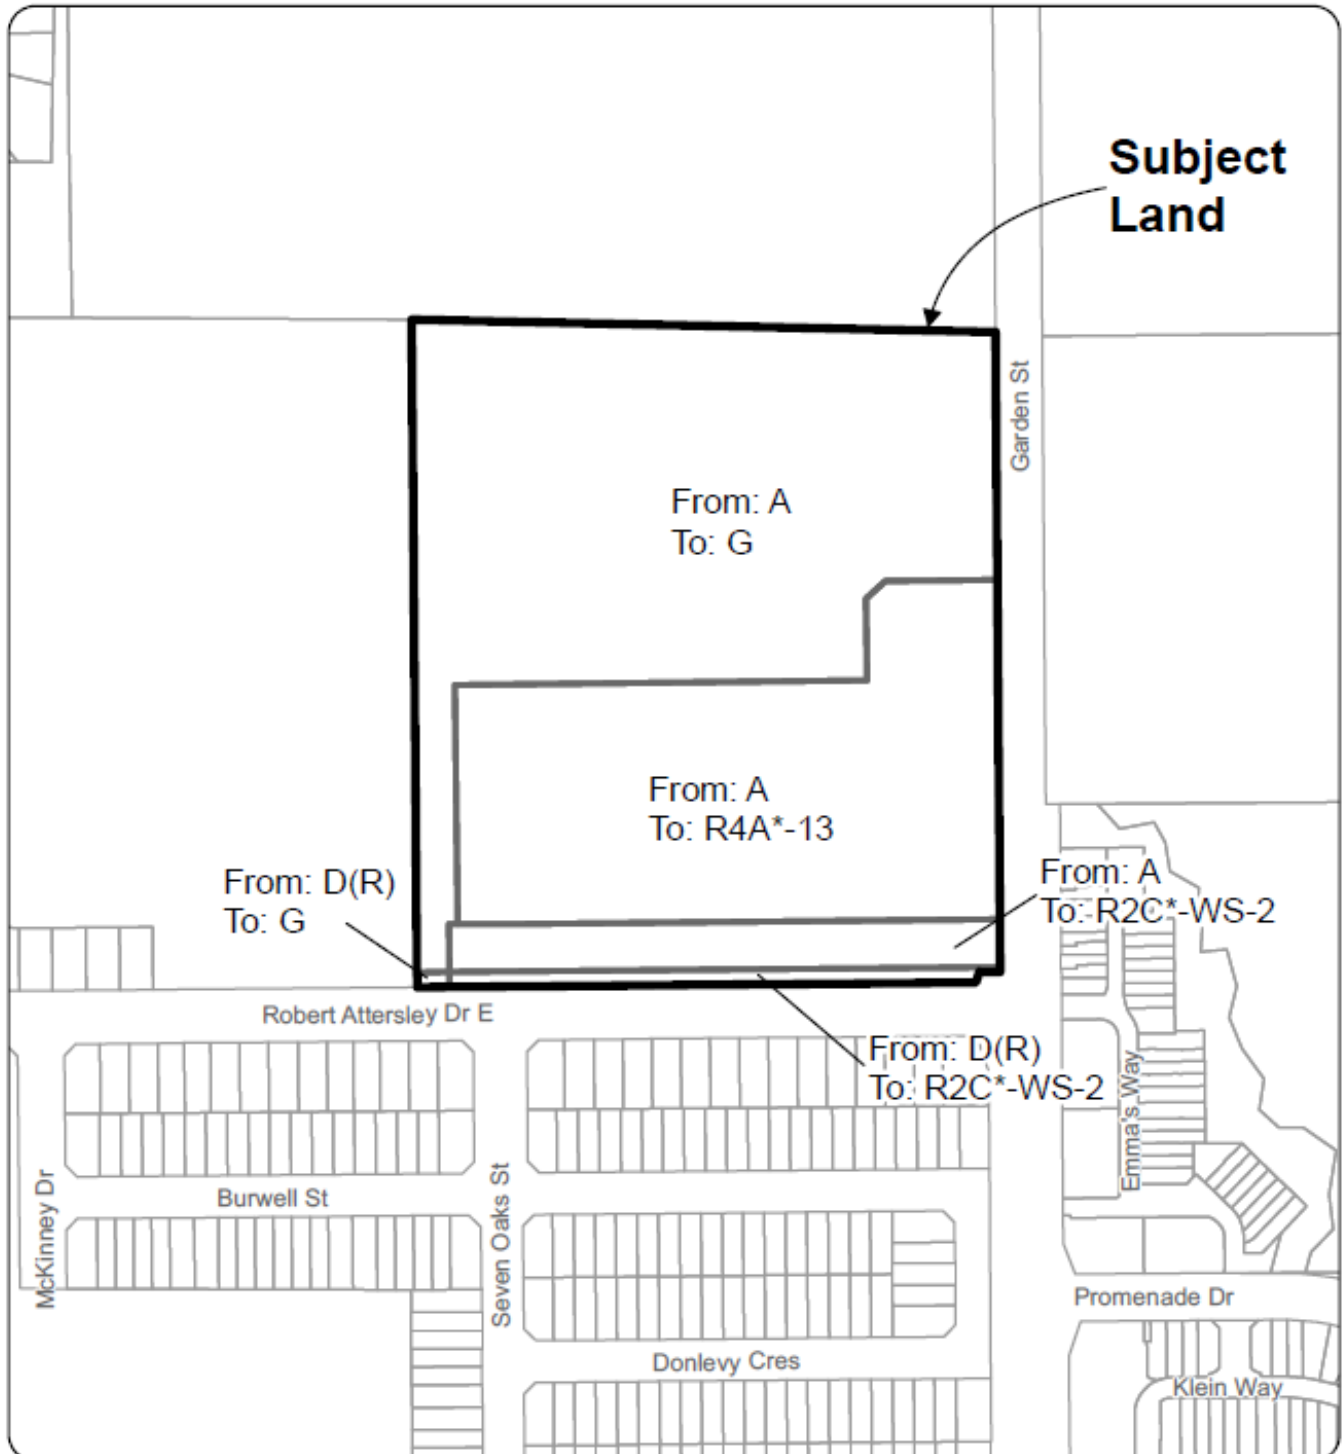 Subject
Land
Garden St
From: A
To: G
From: A
To: R4A*-13
From: D(R)
To: G
From: A
To: R2C*-WS-2
Robert Attersley Dr E
From: D(R)
To: R2C*-WS-2
Emma's Way
McKinney Dr
Burwell St
Seven Oaks St
Promenade Dr
Donlevy Cres
Klein Way